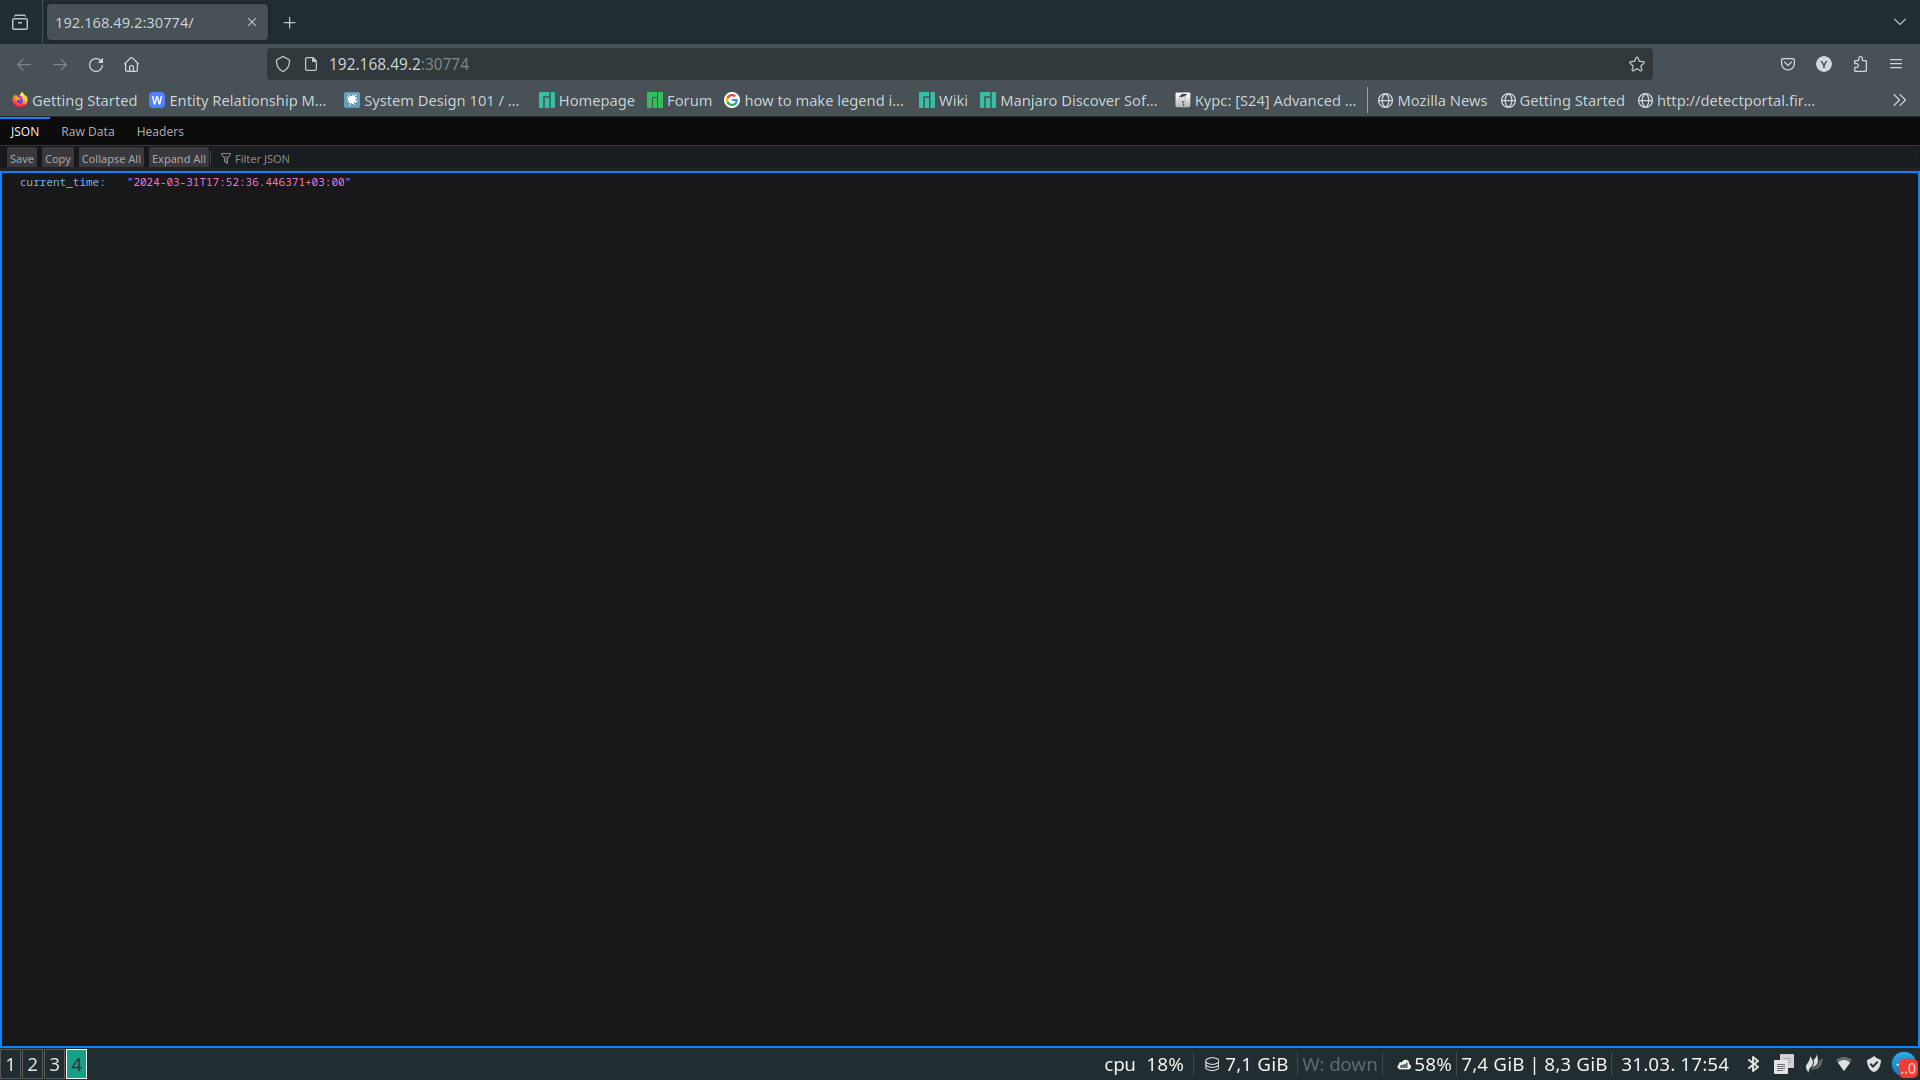 192.168.49.2:30774/
192.168.49.2:30774
Y
Getting Started W Entity Relationship M... System Design 101 / ... Homepage Forum G how to make legend i... Wiki Manjaro Discover Sof... Курс: [S24] Advanced ... Mozilla News Getting Started http://detectportal.fir...
JSON Raw Data Headers
Save Copy Collapse All Expand All Filter JSON
current_time: "2024-03-31T17:52:36.446371+03:00"
1 2 3 4 cpu 18% 7,1 GiB W: down 58% 7,4 GiB | 8,3 GiB 31.03. 17:54 ..0